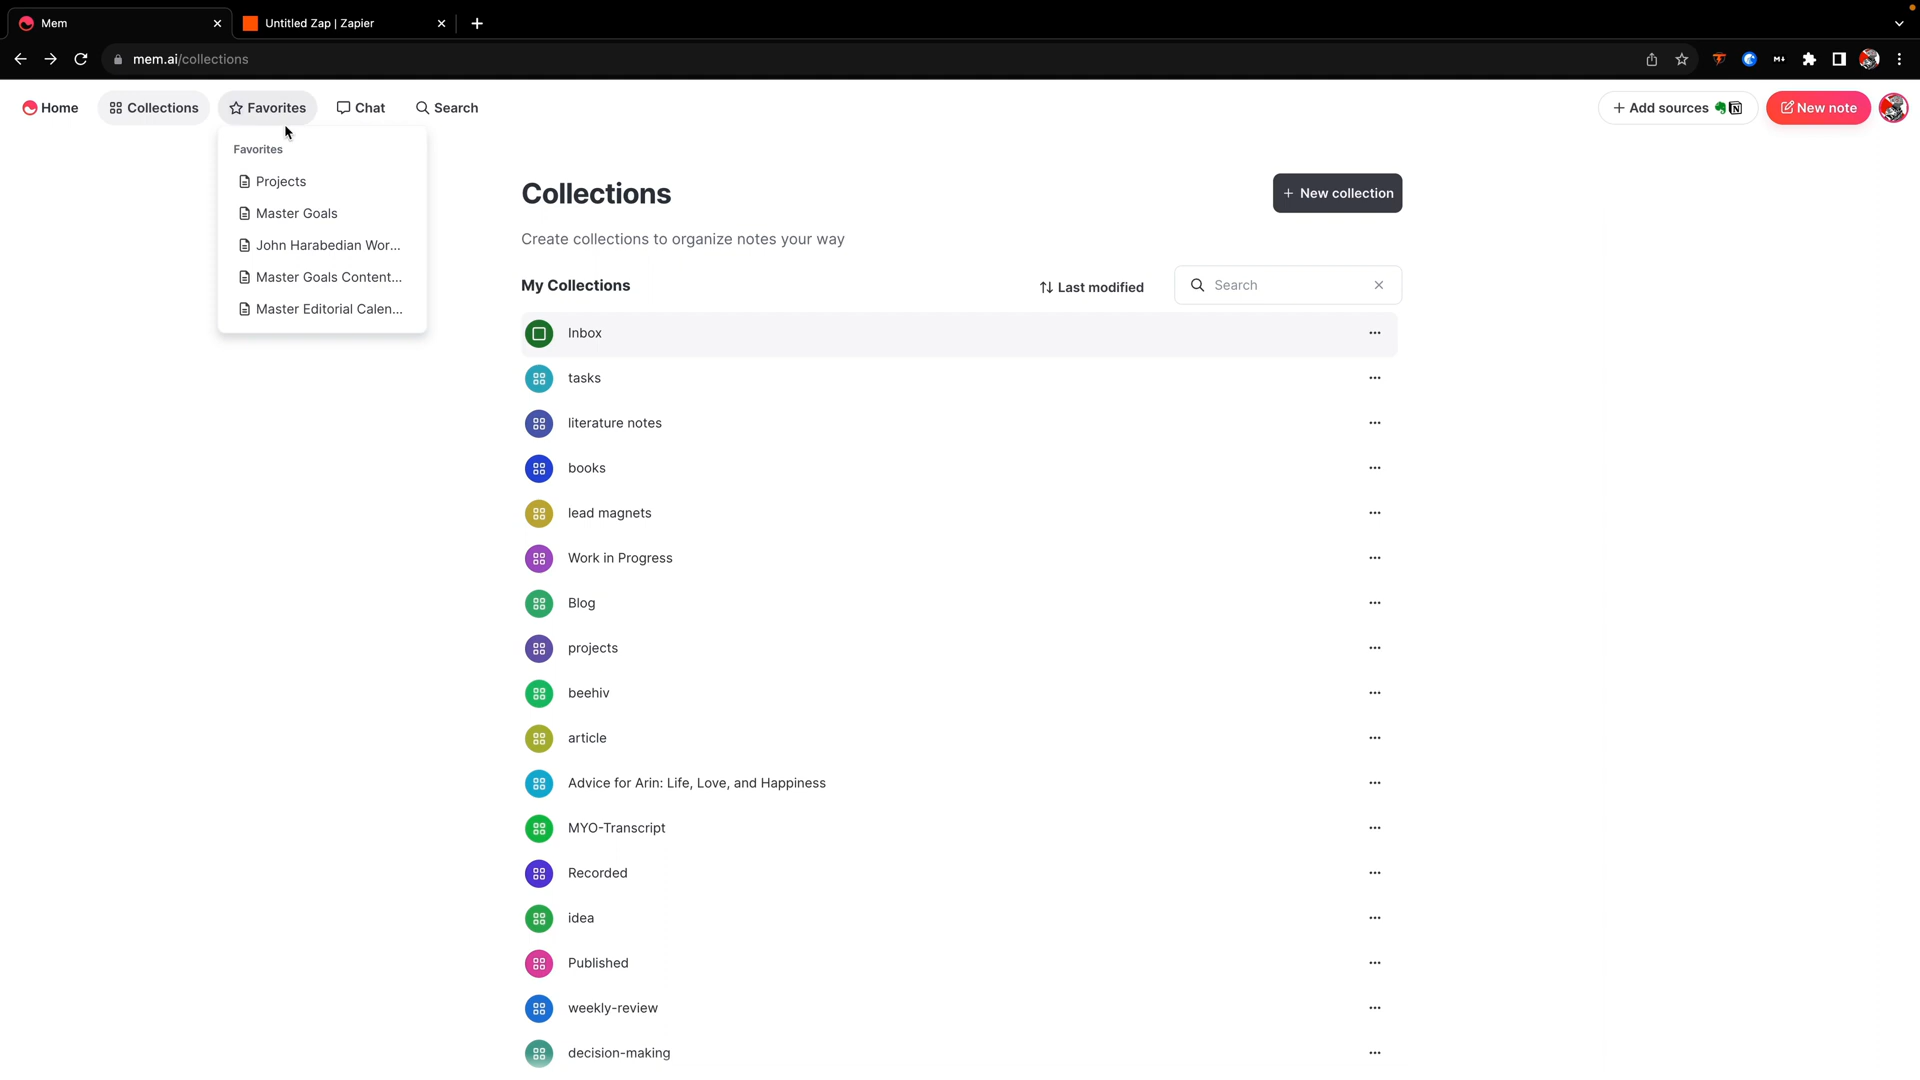 Mem
Untitled Zap | Zapier
mem.ai/collections
Home
Collections
Favorites
Chat
Search
+ Add sources
New note
Favorites
Projects
Master Goals
John Harabedian Wor...
Master Goals Content...
Master Editorial Calen...
Collections
+ New collection
Create collections to organize notes your way
My Collections
Last modified
Search
Inbox
tasks
literature notes
books
lead magnets
Work in Progress
Blog
projects
beehiv
article
Advice for Arin: Life, Love, and Happiness
MYO-Transcript
Recorded
idea
Published
weekly-review
decision-making